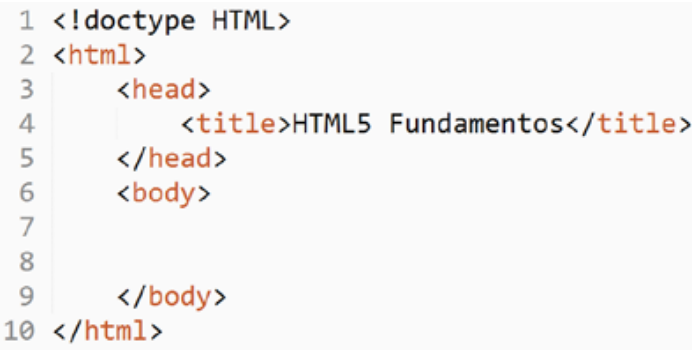 1 <!doctype HTML>
2 <html>
3 <head>
4 <title>HTML5 Fundamentos</title>
5 </head>
6 <body>
7
8
9 </body>
10 </html>